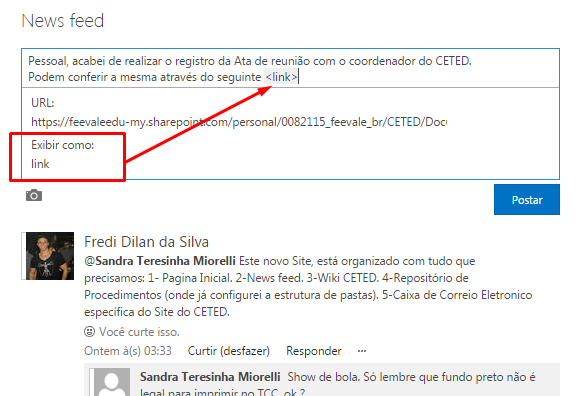 News feed
Pessoal, acabei de realizar o registro da Ata de reunião com o coordenador do CETED.
Podem conferir a mesma através do seguinte <link>
URL:
https://feevaleedu-my.sharepoint.com/personal/0082115_feevale_br/CETED/Docu
Exibir como:
link
Postar
Fredi Dilan da Silva
@Sandra Teresinha Miorelli Este novo Site, está organizado com tudo que
precisamos: 1- Pagina Inicial. 2-News feed. 3-Wiki CETED. 4-Repositório de
Procedimentos (onde já configurei a estrutura de pastas). 5-Caixa de Correio Eletronico
específica do Site do CETED.
Você curte isso.
Ontem à(s) 03:33 Curtir (desfazer) Responder ...
Sandra Teresinha Miorelli Show de bola. Só lembre que fundo preto não é
legal para imprimir no TCC, ok ?